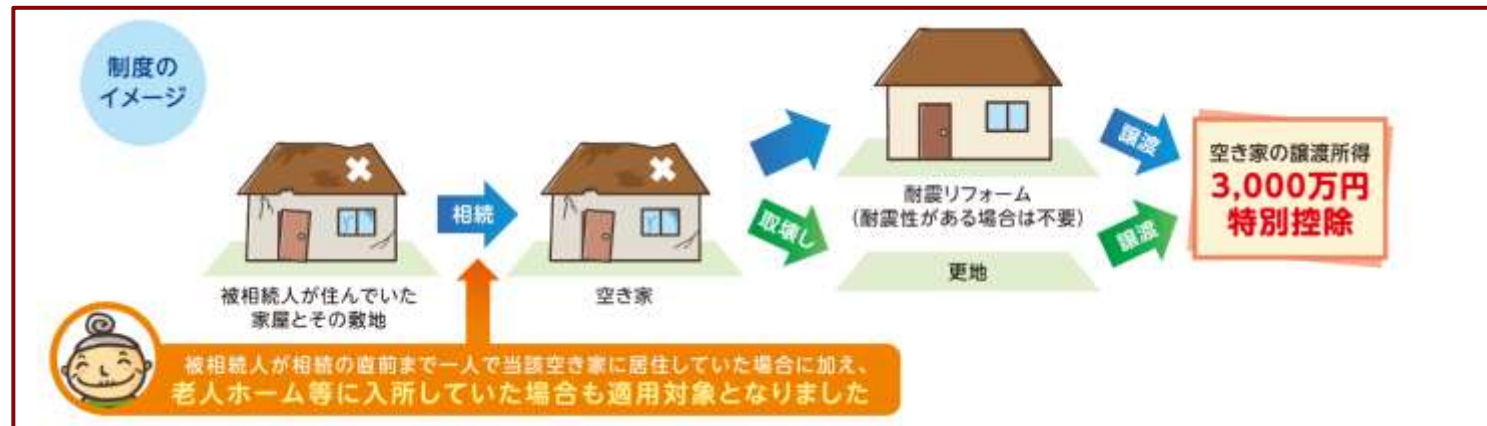 制度の
イメージ
被相続人が住んでいた
家屋とその敷地
相続
空き家
取壊し
耐震リフォーム
（耐震性がある場合は不要）
更地
譲渡
譲渡
空き家の譲渡所得
3,000万円
特別控除
被相続人が相続の直前まで一人で当該空き家に居住していた場合に加え、
老人ホーム等に入所していた場合も適用対象となりました